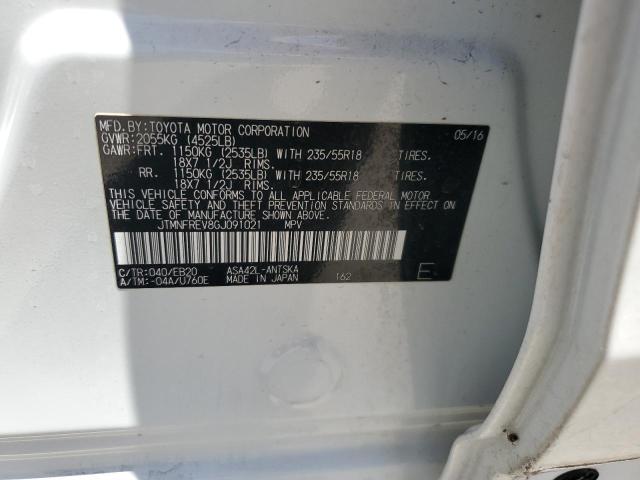 MFD.BY:TOYOTA MOTOR CORPORATION 05/16
GVWR:2055KG (4525LB)
GAWR:FRT. 1150KG (2535LB) WITH 235/55R18 TIRES.
18X7 1/2J RIMS.
RR. 1150KG (2535LB) WITH 235/55R18 TIRES.
18X7 1/2J RIMS.
THIS VEHICLE CONFORMS TO ALL APPLICABLE FEDERAL MOTOR
VEHICLE SAFETY, BUMPER, AND THEFT PREVENTION STANDARDS IN EFFECT ON THE
DATE OF MANUFACTURE SHOWN ABOVE.
JTMNFREV8GJ091021 MPV
C/TR:040/EB20 ASA42L-ANTSKA
A/TM:-04A/U760E MADE IN JAPAN 162 E